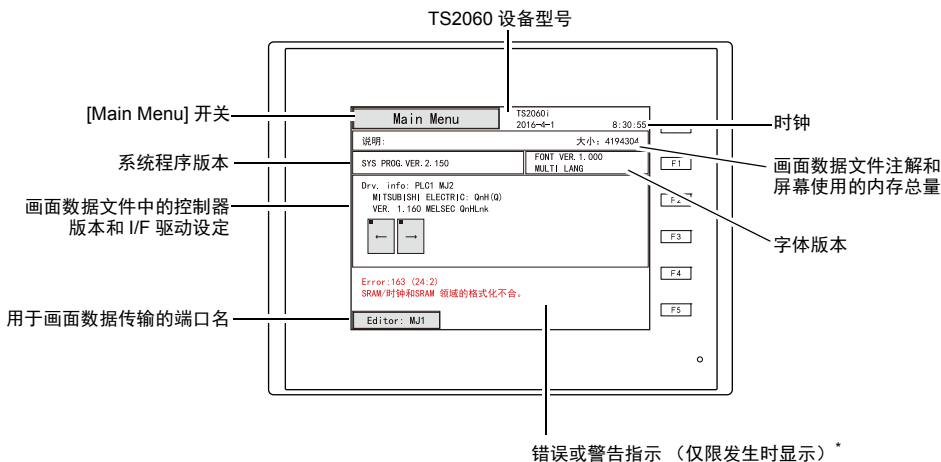 TS2060 设备型号
[Main Menu] 开关
Main Menu
TS2060i
2016-4-1 8:30:55
时钟
说明: 大小: 4194304
画面数据文件注解和
屏幕使用的内存总量
系统程序版本
SYS PROG. VER. 2. 150
FONT VER. 1. 000
MULTI LANG
F1
字体版本
画面数据文件中的控制器
版本和 I/F 驱动设定
Drv. info: PLC1 MJ2
MITSUBISHI ELECTRIC: QnH(Q)
VER. 1.160 MELSEC QnHLnk
← →
F2
F3
F4
F5
Error:163 (24:2)
SRAM/时钟和SRAM 领域的格式化不合。
用于画面数据传输的端口名
Editor: MJ1
错误或警告指示 （仅限发生时显示）*